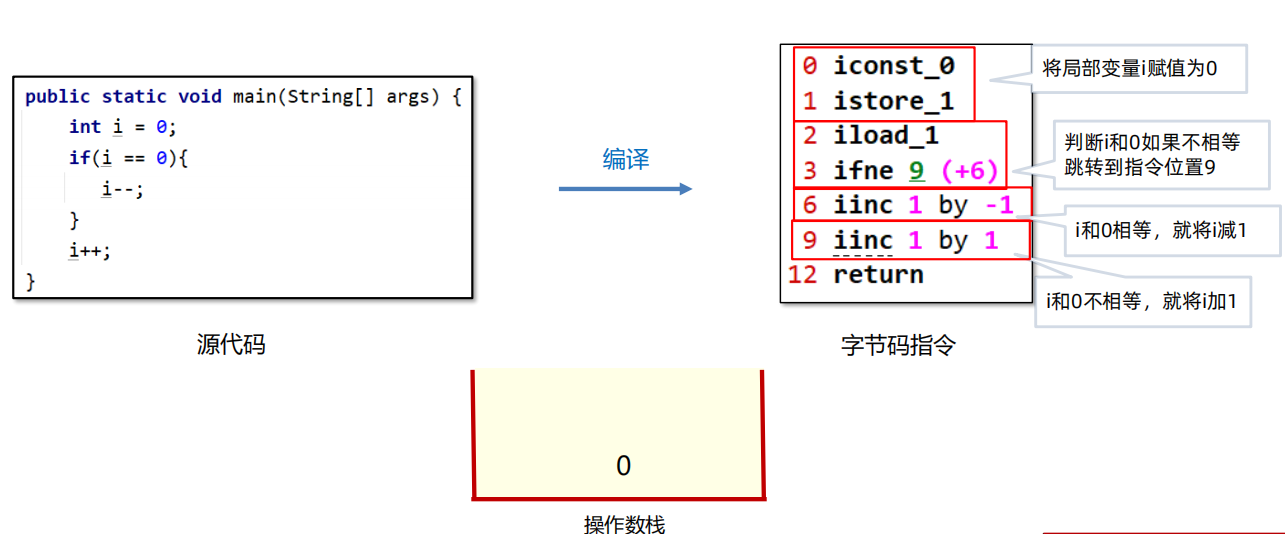 public static void main(String[] args) {
int i = 0;
if(i == 0){
i--;
}
i++;
}
源代码
编译
0 iconst_0
1 istore_1
2 iload_1
3 ifne 9 (+6)
6 iinc 1 by -1
9 iinc 1 by 1
12 return
字节码指令
将局部变量i赋值为0
判断i和0如果不相等
跳转到指令位置9
i和0相等，就将i减1
i和0不相等，就将i加1
0
操作数栈